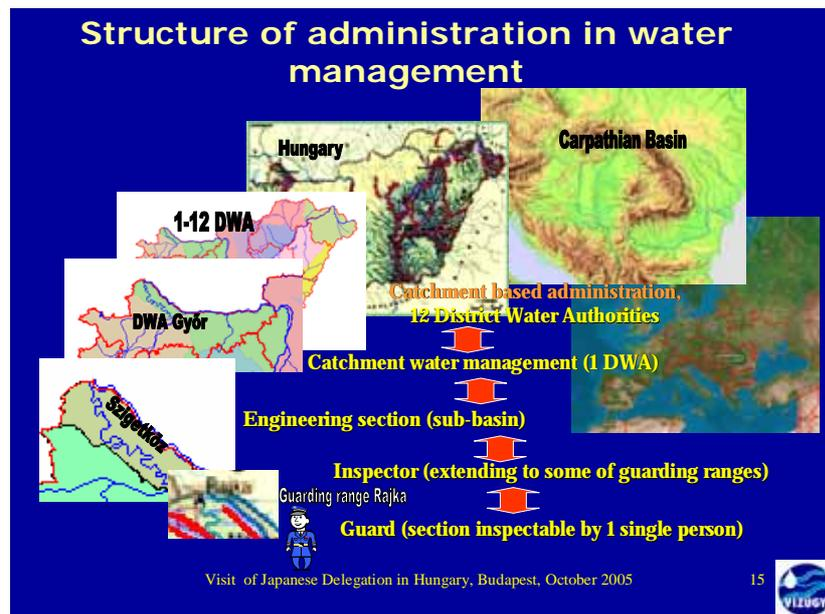 Structure of administration in water
management
Carpathian Basin
Hungary
1-12 DWA
DWA Győr
Szigetköz
Catchment based administration,
12 District Water Authorities
Catchment water management (1 DWA)
Engineering section (sub-basin)
Inspector (extending to some of guarding ranges)
Rajka
Guarding range Rajka
Guard (section inspectable by 1 single person)
Visit of Japanese Delegation in Hungary, Budapest, October 2005
15
VIZUGY